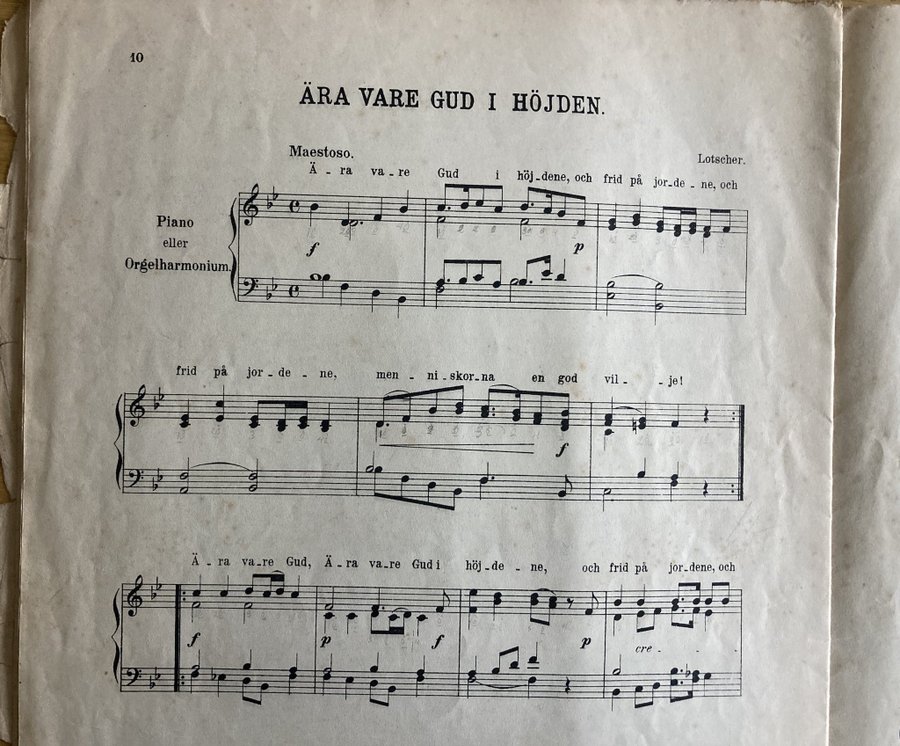 10
ÄRA VARE GUD I HÖJDEN.
Maestoso.
Lotscher.
Ä - ra va - re Gud i höj - dene, och frid på jor - de - ne, och
Piano
eller
Orgelharmonium.
f
p
frid på jor - de - ne, men - ni - skor - na en god vil - je!
f
Ä - ra va - re Gud, Ä - ra va - re Gud i höj - de - ne, och frid på jor - dene, och
f
p
f
p
cre - - -